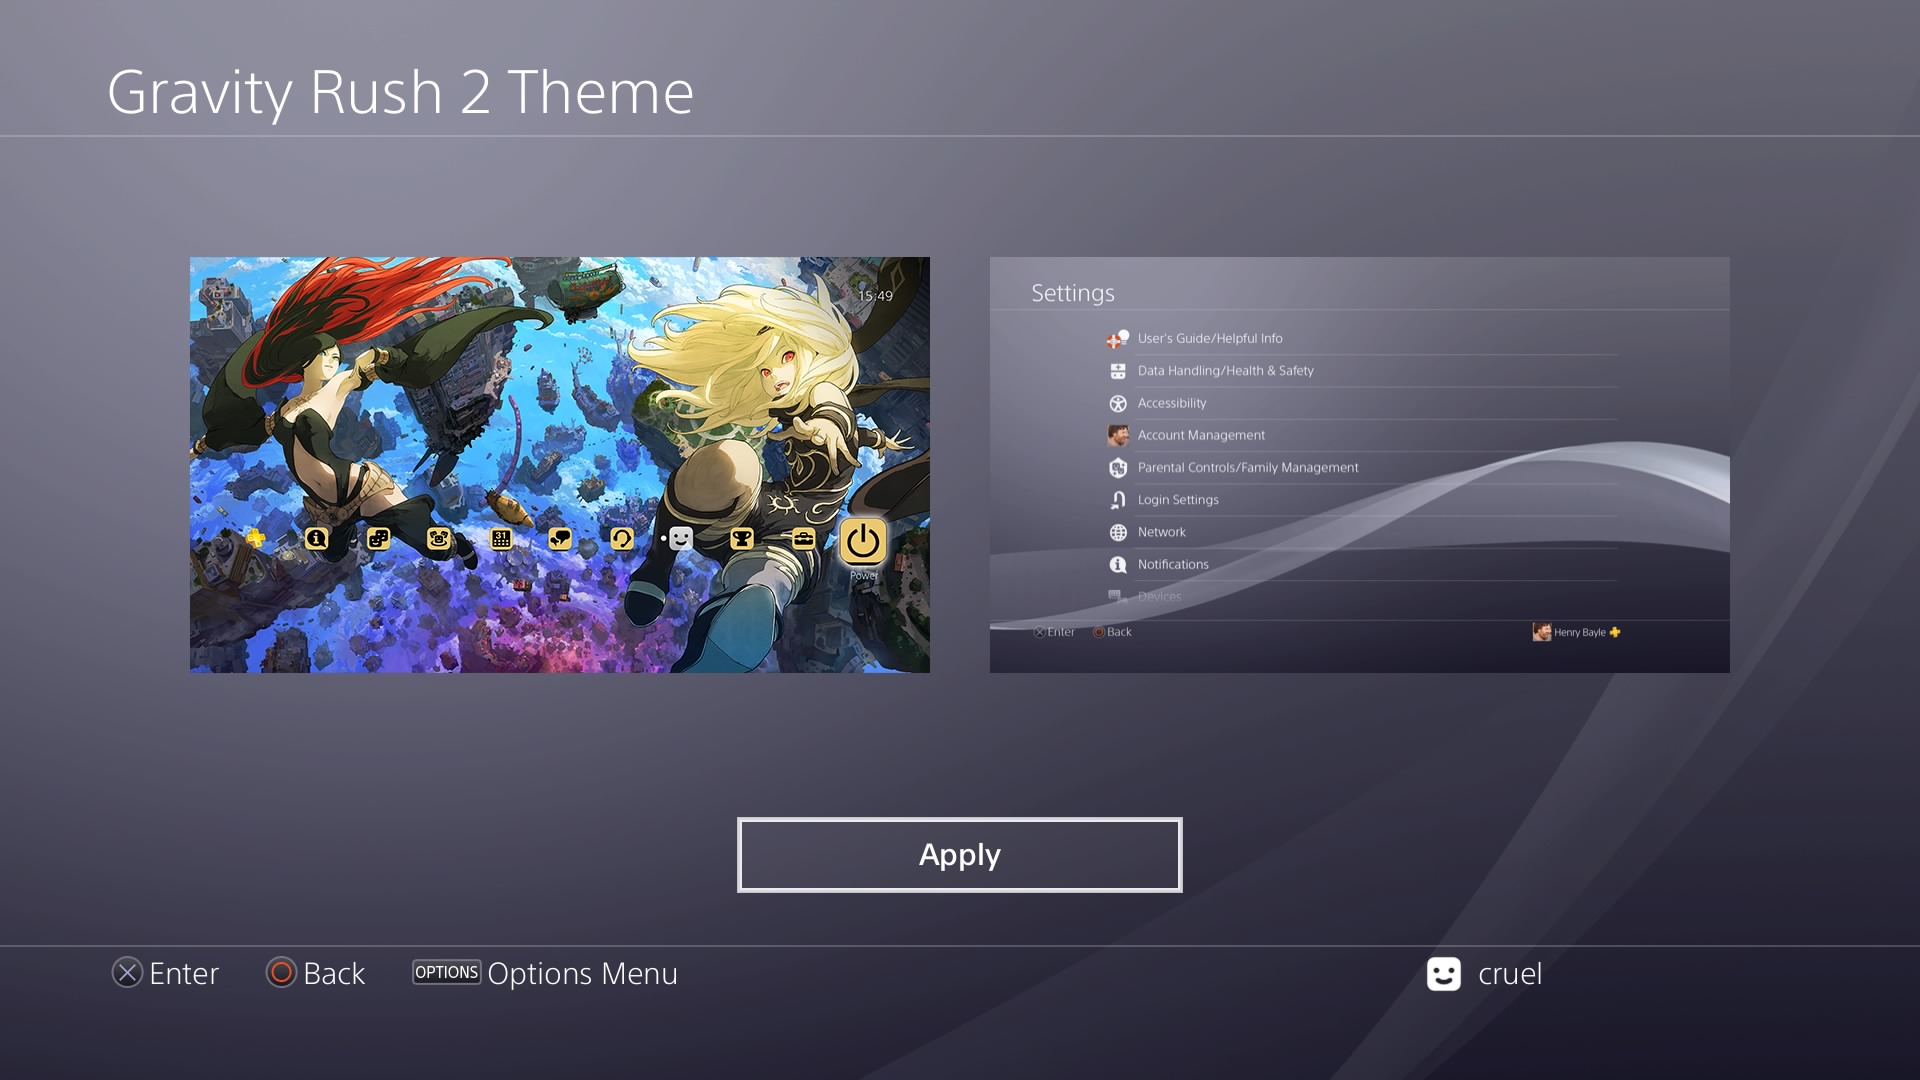 Gravity Rush 2 Theme
15:49
31
Power
Settings
User's Guide/Helpful Info
Data Handling/Health & Safety
Accessibility
Account Management
Parental Controls/Family Management
Login Settings
Network
Notifications
Devices
Enter Back Henry Bayle
Apply
Enter Back OPTIONS Options Menu cruel